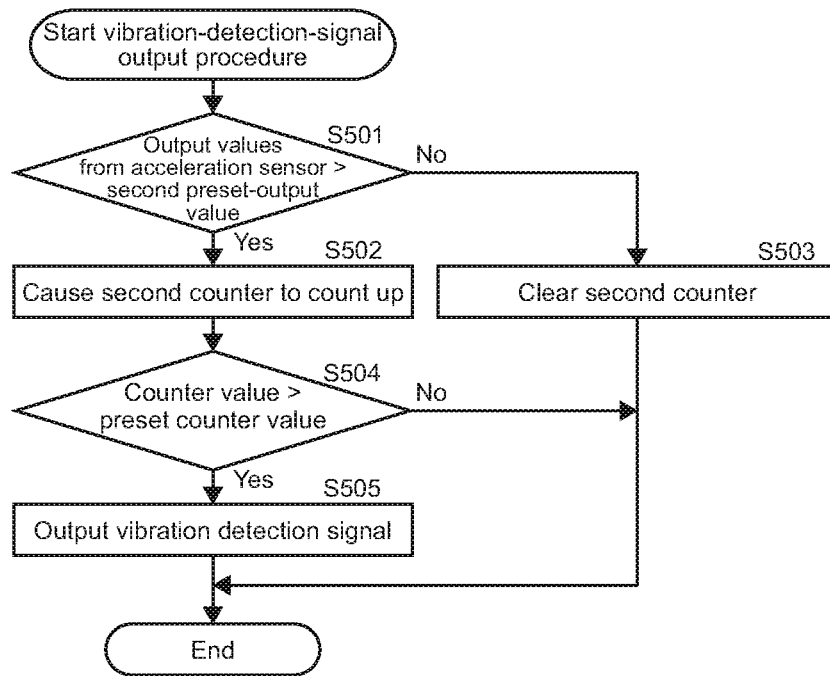 Start vibration-detection-signal
output procedure
S501
Output values
from acceleration sensor >
second preset-output
value
No
Yes
S502
Cause second counter to count up
S503
Clear second counter
S504
Counter value >
preset counter value
No
Yes
S505
Output vibration detection signal
End